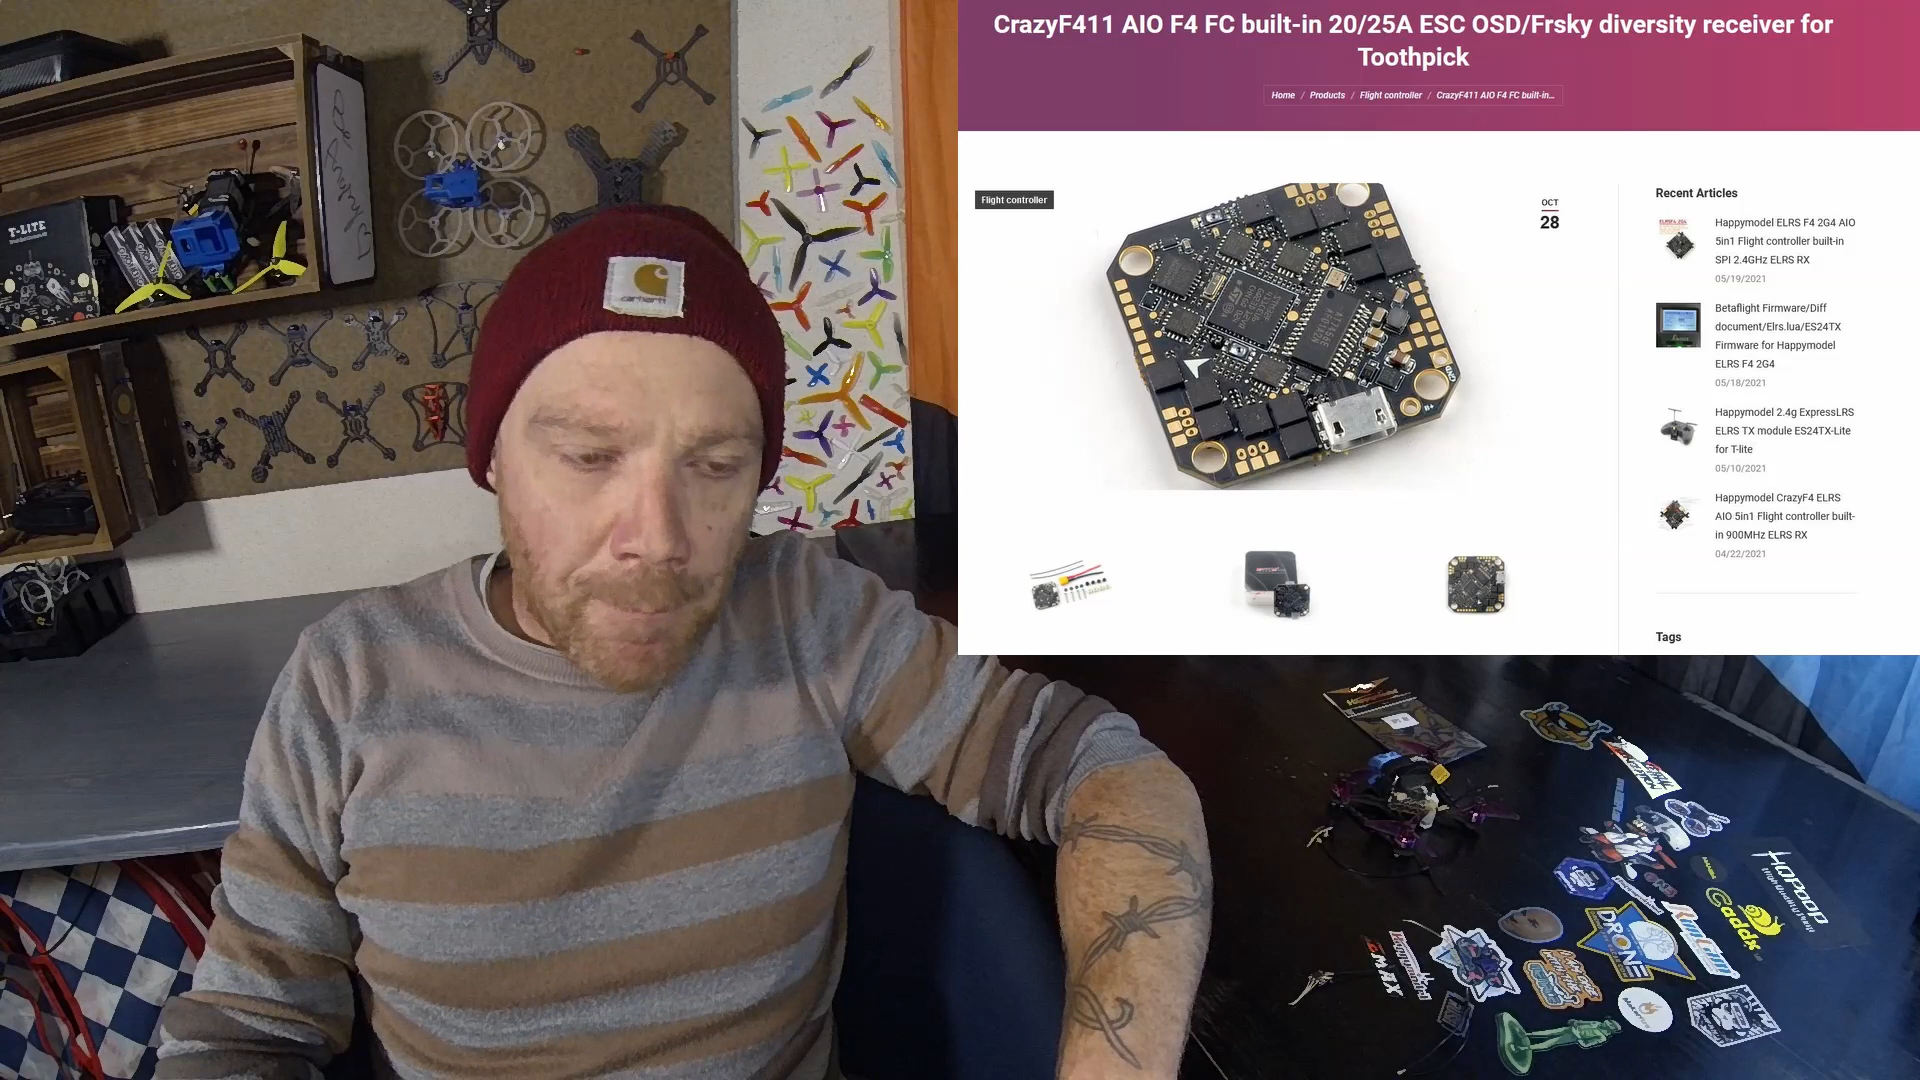 CrazyF411 AIO F4 FC built-in 20/25A ESC OSD/Frsky diversity receiver for
Toothpick
Home / Products / Flight controller / CrazyF411 AIO F4 FC built-in...
Flight controller
OCT
28
Recent Articles
Happymodel ELRS F4 2G4 AIO
5in1 Flight controller built-in
SPI 2.4GHz ELRS RX
05/19/2021
Betaflight Firmware/Diff
document/Elrs.lua/ES24TX
Firmware for Happymodel
ELRS F4 2G4
05/18/2021
Happymodel 2.4g ExpressLRS
ELRS TX module ES24TX-Lite
for T-lite
05/10/2021
Happymodel CrazyF4 ELRS
AIO 5in1 Flight controller built-
in 900MHz ELRS RX
04/22/2021
Tags
T-LITE
carhartt
GND
B+
HQPROP
Caddx
RunCam
DRONE